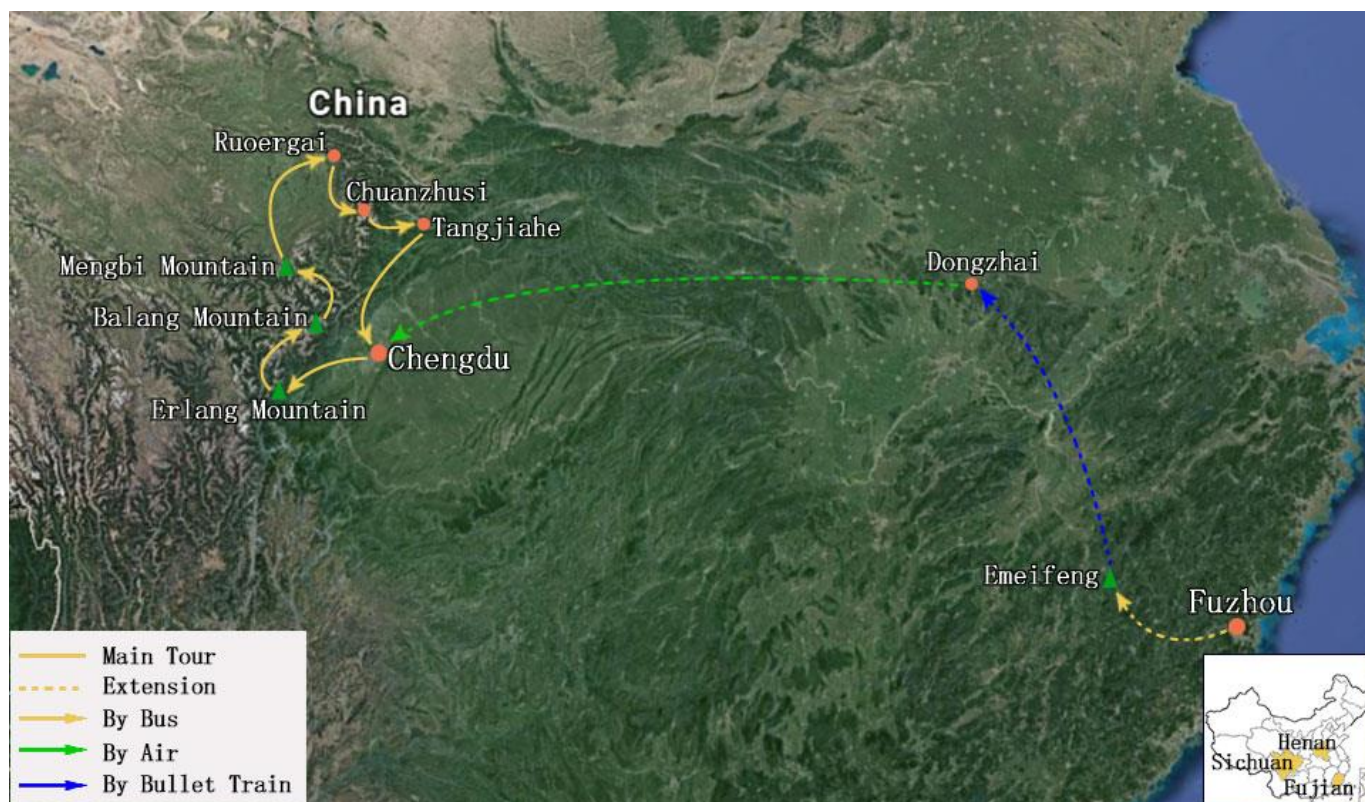 China
Ruoergai
Chuanzhusi
Tangjiahe
Mengbi Mountain
Dongzhai
Balang Mountain
Chengdu
Erlang Mountain
Emeifeng
Fuzhou
Main Tour
Extension
By Bus
By Air
By Bullet Train
Henan
Sichuan
Fujian